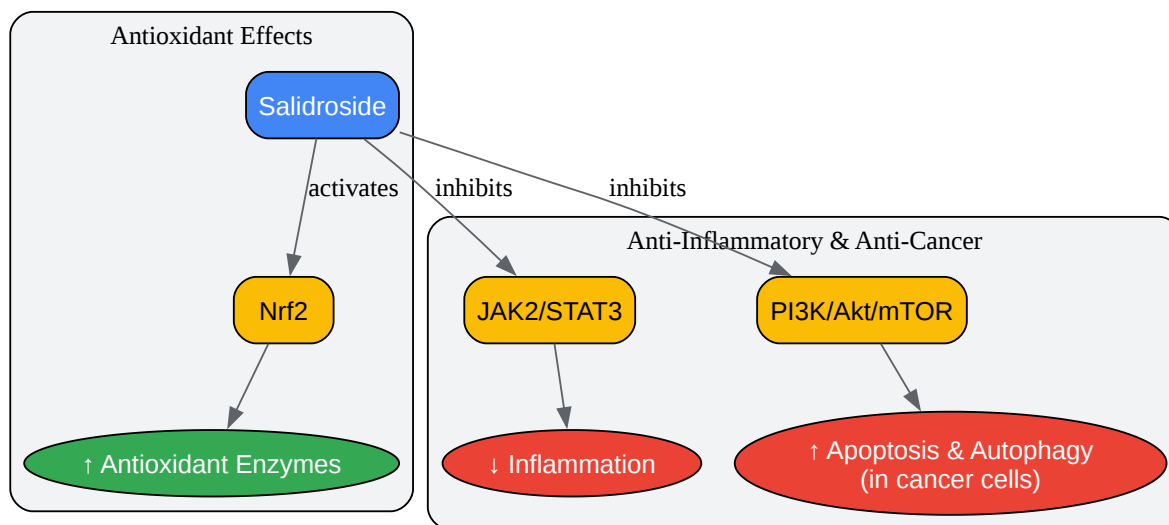 Antioxidant Effects
Salidroside
activates
inhibits
inhibits
Anti-Inflammatory & Anti-Cancer
Nrf2
JAK2/STAT3
PI3K/Akt/mTOR
↑ Antioxidant Enzymes
↓ Inflammation
↑ Apoptosis & Autophagy
(in cancer cells)